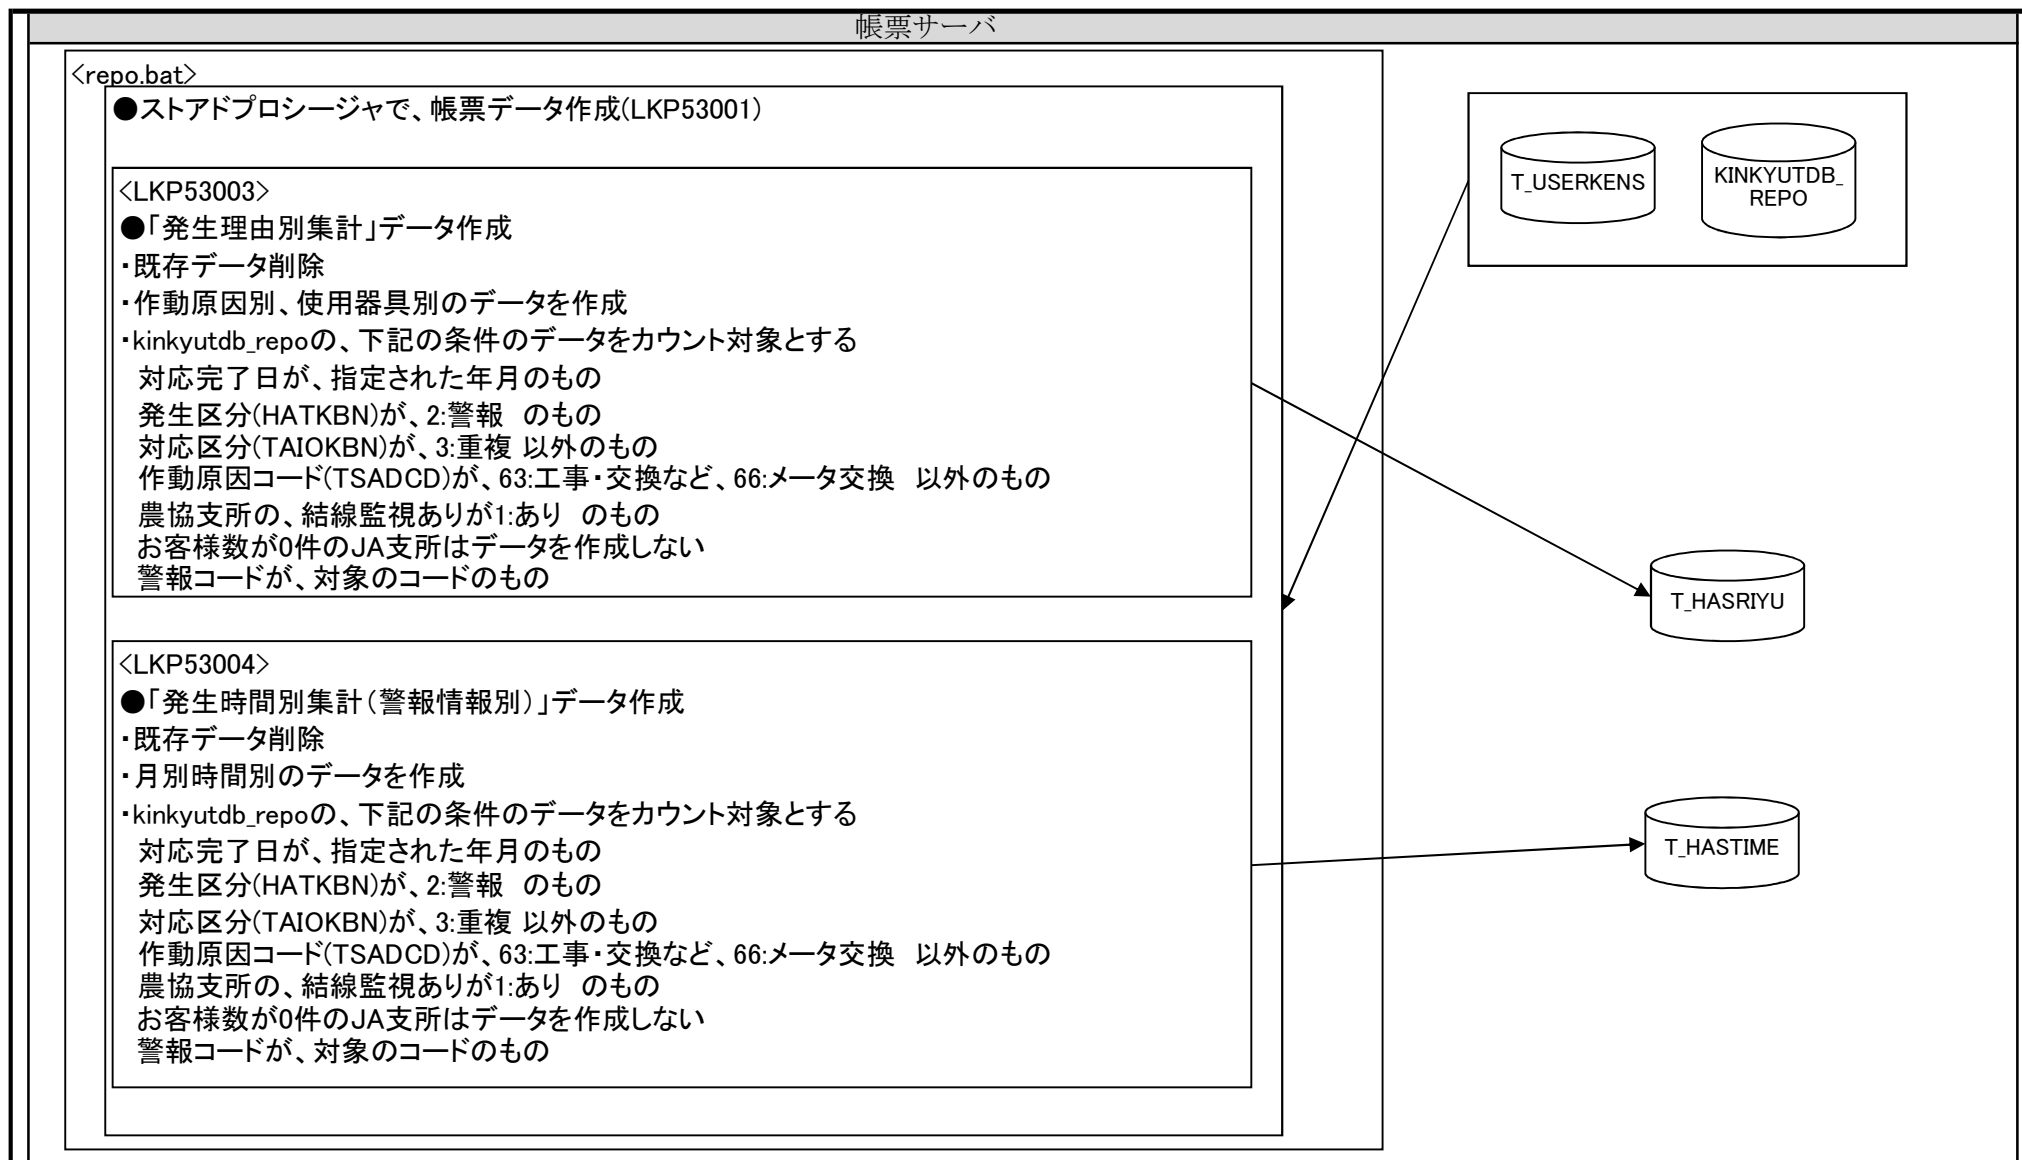 帳票サーバ
<repo.bat>
●ストアドプロシージャで、帳票データ作成(LKP53001)
<LKP53003>
●「発生理由別集計」データ作成
・既存データ削除
・作動原因別、使用器具別のデータを作成
・kinkyutdb_repoの、下記の条件のデータをカウント対象とする
対応完了日が、指定された年月のもの
発生区分(HATKBN)が、2:警報　のもの
対応区分(TAIOKBN)が、3:重複 以外のもの
作動原因コード(TSADCD)が、63:工事・交換など、66:メータ交換　以外のもの
農協支所の、結線監視ありが1:あり　のもの
お客様数が0件のJA支所はデータを作成しない
警報コードが、対象のコードのもの
<LKP53004>
●「発生時間別集計（警報情報別）」データ作成
・既存データ削除
・月別時間別のデータを作成
・kinkyutdb_repoの、下記の条件のデータをカウント対象とする
対応完了日が、指定された年月のもの
発生区分(HATKBN)が、2:警報　のもの
対応区分(TAIOKBN)が、3:重複 以外のもの
作動原因コード(TSADCD)が、63:工事・交換など、66:メータ交換　以外のもの
農協支所の、結線監視ありが1:あり　のもの
お客様数が0件のJA支所はデータを作成しない
警報コードが、対象のコードのもの
T_USERKENS
KINKYUTDB_
REPO
T_HASRIYU
T_HASTIME